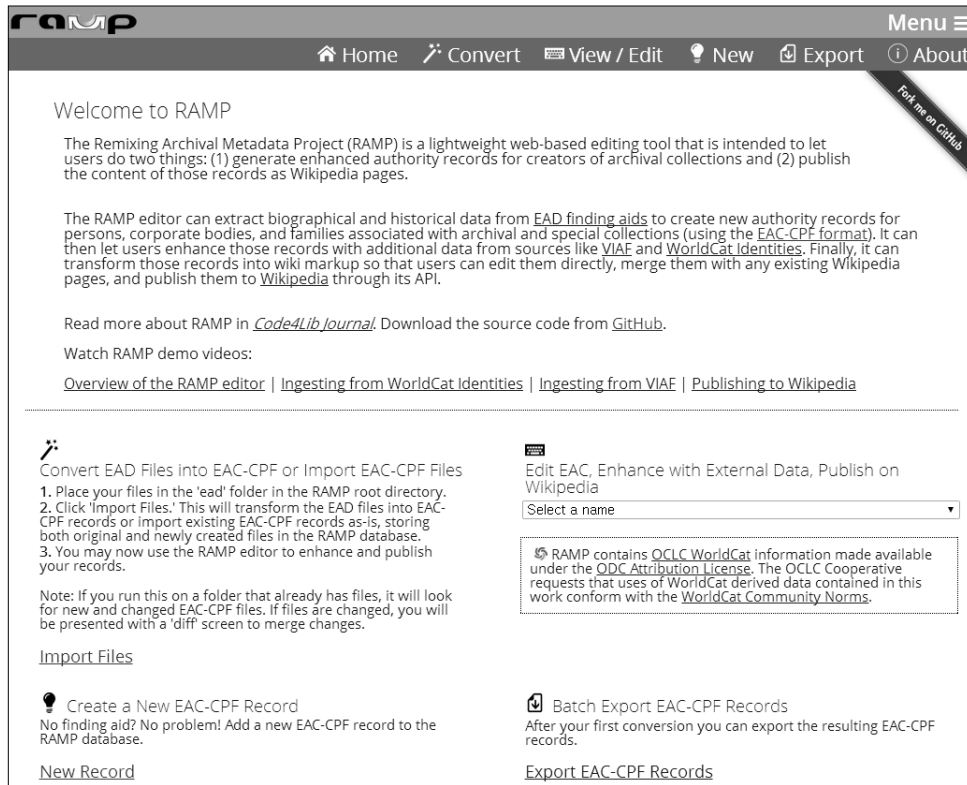 ramp
Menu ≡
Home Convert View / Edit New Export About
Fork me on GitHub
Welcome to RAMP
The Remixing Archival Metadata Project (RAMP) is a lightweight web-based editing tool that is intended to let
users do two things: (1) generate enhanced authority records for creators of archival collections and (2) publish
the content of those records as Wikipedia pages.
The RAMP editor can extract biographical and historical data from EAD finding aids to create new authority records for
persons, corporate bodies, and families associated with archival and special collections (using the EAC-CPF format). It can
then let users enhance those records with additional data from sources like VIAF and WorldCat Identities. Finally, it can
transform those records into wiki markup so that users can edit them directly, merge them with any existing Wikipedia
pages, and publish them to Wikipedia through its API.
Read more about RAMP in Code4Lib Journal. Download the source code from GitHub.
Watch RAMP demo videos:
Overview of the RAMP editor | Ingesting from WorldCat Identities | Ingesting from VIAF | Publishing to Wikipedia
Convert EAD Files into EAC-CPF or Import EAC-CPF Files
1. Place your files in the 'ead' folder in the RAMP root directory.
2. Click 'Import Files.' This will transform the EAD files into EAC-
CPF records or import existing EAC-CPF records as-is, storing
both original and newly created files in the RAMP database.
3. You may now use the RAMP editor to enhance and publish
your records.
Note: If you run this on a folder that already has files, it will look
for new and changed EAC-CPF files. If files are changed, you will
be presented with a 'diff' screen to merge changes.
Import Files
Edit EAC, Enhance with External Data, Publish on
Wikipedia
Select a name
RAMP contains OCLC WorldCat information made available
under the ODC Attribution License. The OCLC Cooperative
requests that uses of WorldCat derived data contained in this
work conform with the WorldCat Community Norms.
Create a New EAC-CPF Record
No finding aid? No problem! Add a new EAC-CPF record to the
RAMP database.
New Record
Batch Export EAC-CPF Records
After your first conversion you can export the resulting EAC-CPF
records.
Export EAC-CPF Records